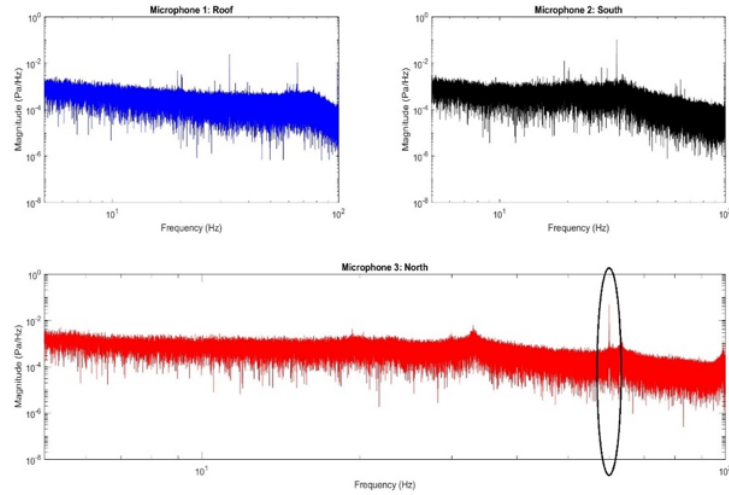 Microphone 1: Roof
10^0
10^-2
10^-4
10^-6
10^-8
Magnitude (Pa/Hz)
10^1
10^2
Frequency (Hz)
Microphone 2: South
10^0
10^-2
10^-4
10^-6
10^-8
Magnitude (Pa/Hz)
10^1
Frequency (Hz)
Microphone 3: North
10^0
10^-2
10^-4
10^-6
10^-8
Magnitude (Pa/Hz)
10^1
Frequency (Hz)